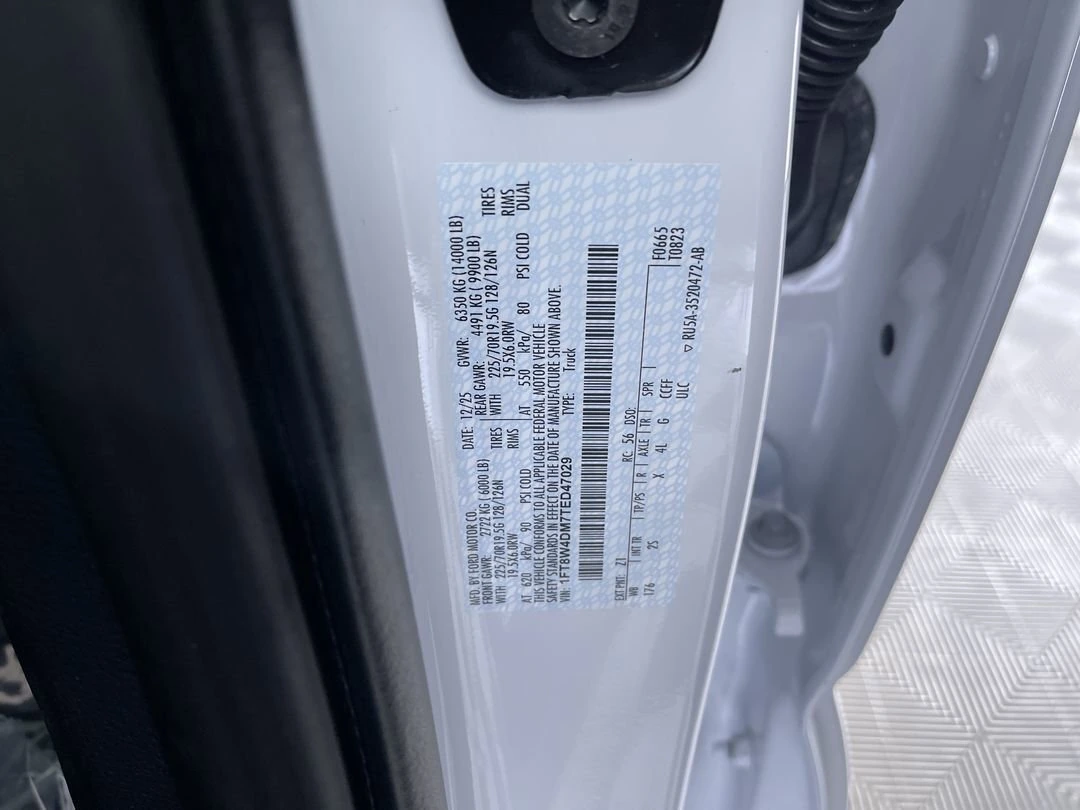 MFD. BY FORD MOTOR CO.
DATE: 12/25 GVWR: 6350 KG (14000 LB)
FRONT GAWR: 2722 KG (6000 LB) REAR GAWR: 4491 KG ( 9900 LB)
WITH 225/70R19.5G 128/126N TIRES WITH 225/70R19.5G 128/126N TIRES
19.5X6.0RW RIMS 19.5X6.0RW RIMS
AT 620 kPa/ 90 PSI COLD AT 550 kPa/ 80 PSI COLD DUAL
THIS VEHICLE CONFORMS TO ALL APPLICABLE FEDERAL MOTOR VEHICLE
SAFETY STANDARDS IN EFFECT ON THE DATE OF MANUFACTURE SHOWN ABOVE.
VIN: 1FT8W4DM7TED47029 TYPE: Truck
F0665
T0823
EXT PNT: Z1 RC: 56 DSO:
WB INT TR TP/PS R AXLE TR SPR
176 2S X 4L G CCFF
ULC ▽ RU5A-3520472-AB